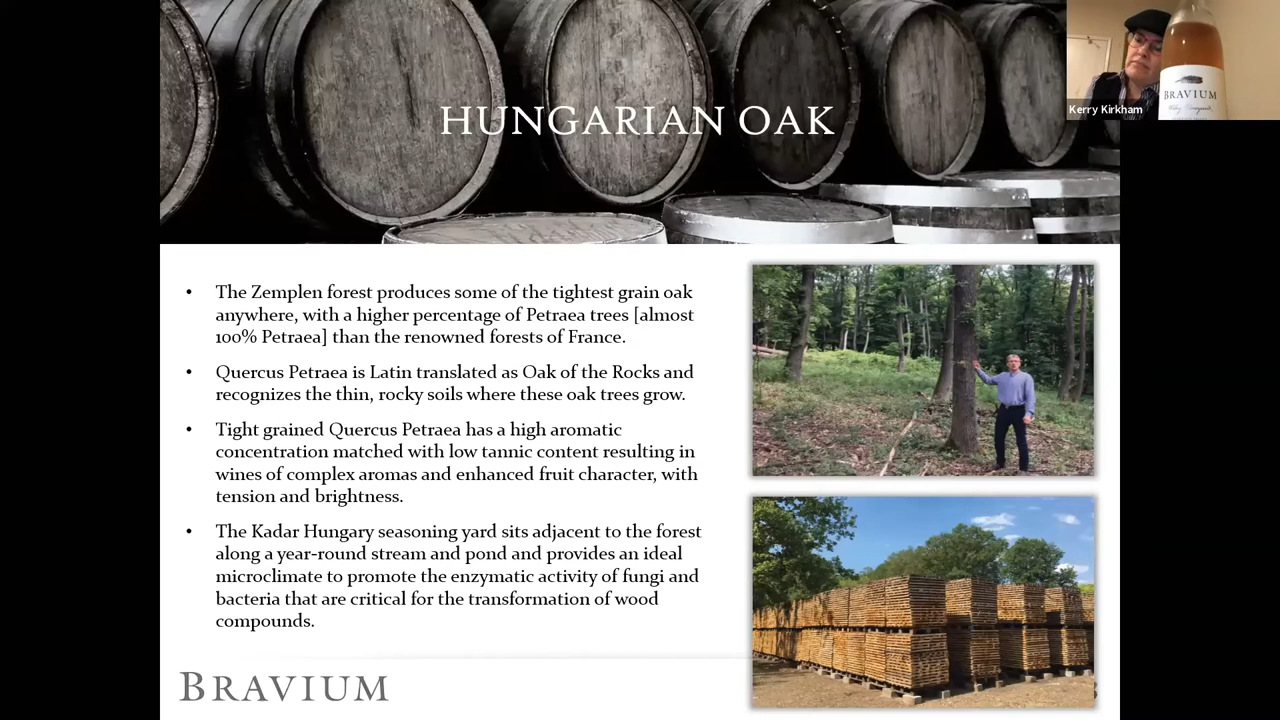 HUNGARIAN OAK
Kerry Kirkham
BRAVIUM
• The Zemplen forest produces some of the tightest grain oak
anywhere, with a higher percentage of Petraea trees [almost
100% Petraea] than the renowned forests of France.
• Quercus Petraea is Latin translated as Oak of the Rocks and
recognizes the thin, rocky soils where these oak trees grow.
• Tight grained Quercus Petraea has a high aromatic
concentration matched with low tannic content resulting in
wines of complex aromas and enhanced fruit character, with
tension and brightness.
• The Kadar Hungary seasoning yard sits adjacent to the forest
along a year-round stream and pond and provides an ideal
microclimate to promote the enzymatic activity of fungi and
bacteria that are critical for the transformation of wood
compounds.
BRAVIUM